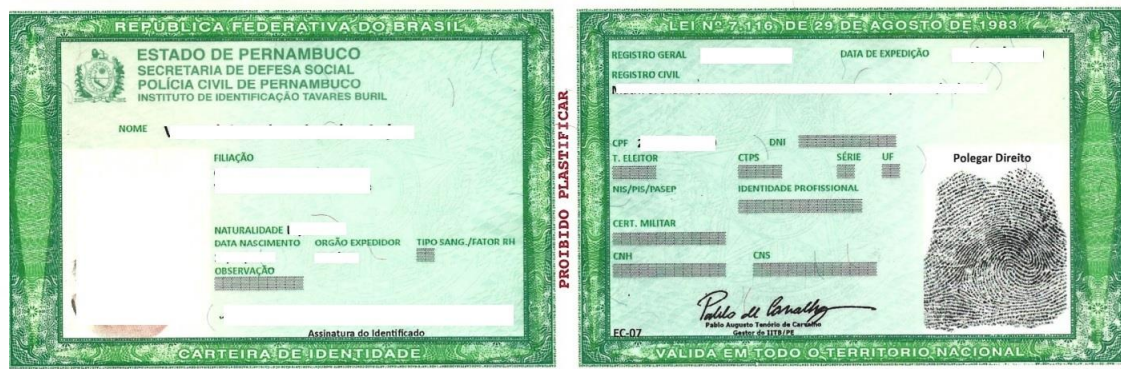 REPÚBLICA FEDERATIVA DO BRASIL
ESTADO DE PERNAMBUCO
SECRETARIA DE DEFESA SOCIAL
POLÍCIA CIVIL DE PERNAMBUCO
INSTITUTO DE IDENTIFICAÇÃO TAVARES BURIL
NOME
FILIAÇÃO
NATURALIDADE
DATA NASCIMENTO ORGÃO EXPEDIDOR TIPO SANG./FATOR RH
OBSERVAÇÃO
Assinatura do Identificado
CARTEIRA DE IDENTIDADE
PROIBIDO PLASTIFICAR
LEI Nº 7.116, DE 29 DE AGOSTO DE 1983
REGISTRO GERAL DATA DE EXPEDIÇÃO
REGISTRO CIVIL
CPF DNI
T. ELEITOR CTPS SÉRIE UF
Polegar Direito
NIS/PIS/PASEP IDENTIDADE PROFISSIONAL
CERT. MILITAR
CNH CNS
Pablo de Carvalho
Pablo Augusto Tenório de Carvalho
EC-07 Gestor do IITB/PE
VÁLIDA EM TODO O TERRITÓRIO NACIONAL